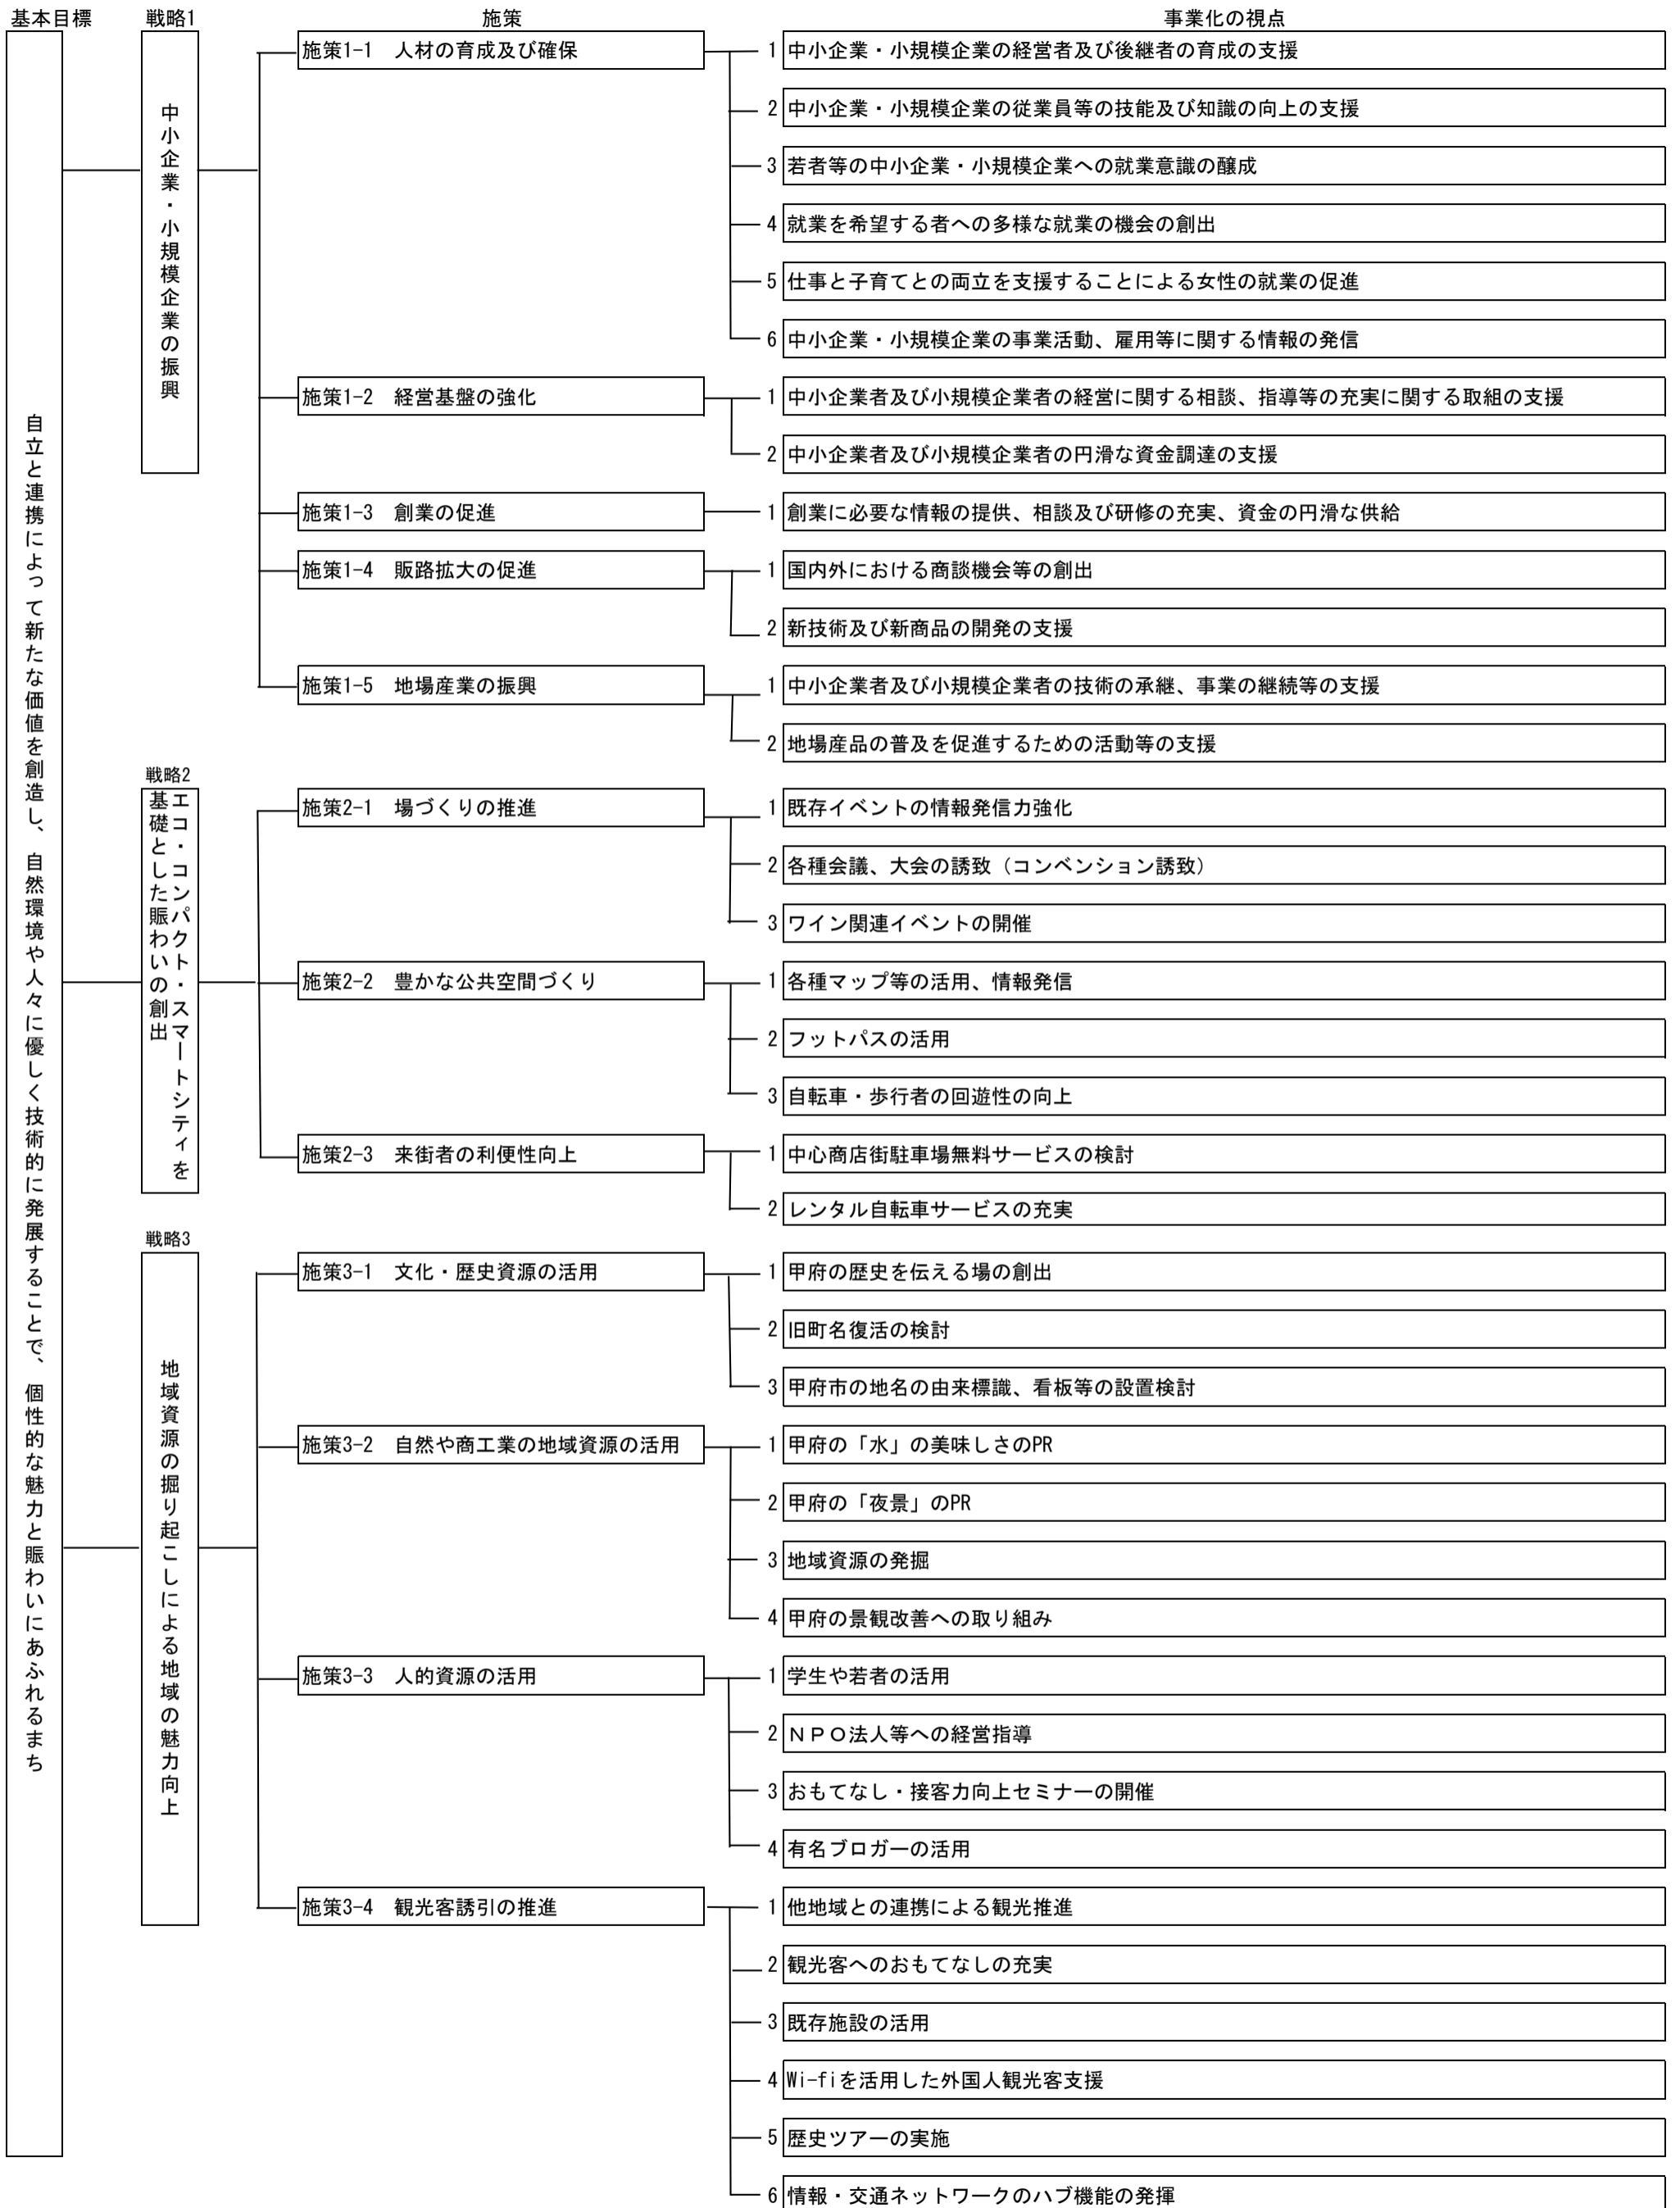 基本目標　戦略1　施策　事業化の視点
自立と連携によって新たな価値を創造し、自然環境や人々に優しく技術的に発展することで、個性的な魅力と賑わいにあふれるまち
中小企業・小規模企業の振興
施策1-1　人材の育成及び確保
1 中小企業・小規模企業の経営者及び後継者の育成の支援
2 中小企業・小規模企業の従業員等の技能及び知識の向上の支援
3 若者等の中小企業・小規模企業への就業意識の醸成
4 就業を希望する者への多様な就業の機会の創出
5 仕事と子育てとの両立を支援することによる女性の就業の促進
6 中小企業・小規模企業の事業活動、雇用等に関する情報の発信
施策1-2　経営基盤の強化
1 中小企業者及び小規模企業者の経営に関する相談、指導等の充実に関する取組の支援
2 中小企業者及び小規模企業者の円滑な資金調達の支援
施策1-3　創業の促進
1 創業に必要な情報の提供、相談及び研修の充実、資金の円滑な供給
施策1-4　販路拡大の促進
1 国内外における商談機会等の創出
2 新技術及び新商品の開発の支援
施策1-5　地場産業の振興
1 中小企業者及び小規模企業者の技術の承継、事業の継続等の支援
2 地場産品の普及を促進するための活動等の支援
戦略2
エコ・コンパクト・スマートシティを
基礎とした賑わいの創出
施策2-1　場づくりの推進
1 既存イベントの情報発信力強化
2 各種会議、大会の誘致（コンベンション誘致）
3 ワイン関連イベントの開催
施策2-2　豊かな公共空間づくり
1 各種マップ等の活用、情報発信
2 フットパスの活用
3 自転車・歩行者の回遊性の向上
施策2-3　来街者の利便性向上
1 中心商店街駐車場無料サービスの検討
2 レンタル自転車サービスの充実
戦略3
地域資源の掘り起こしによる地域の魅力向上
施策3-1　文化・歴史資源の活用
1 甲府の歴史を伝える場の創出
2 旧町名復活の検討
3 甲府市の地名の由来標識、看板等の設置検討
施策3-2　自然や商工業の地域資源の活用
1 甲府の「水」の美味しさのPR
2 甲府の「夜景」のPR
3 地域資源の発掘
4 甲府の景観改善への取り組み
施策3-3　人的資源の活用
1 学生や若者の活用
2 ＮＰＯ法人等への経営指導
3 おもてなし・接客力向上セミナーの開催
4 有名ブロガーの活用
施策3-4　観光客誘引の推進
1 他地域との連携による観光推進
2 観光客へのおもてなしの充実
3 既存施設の活用
4 Wi-fiを活用した外国人観光客支援
5 歴史ツアーの実施
6 情報・交通ネットワークのハブ機能の発揮